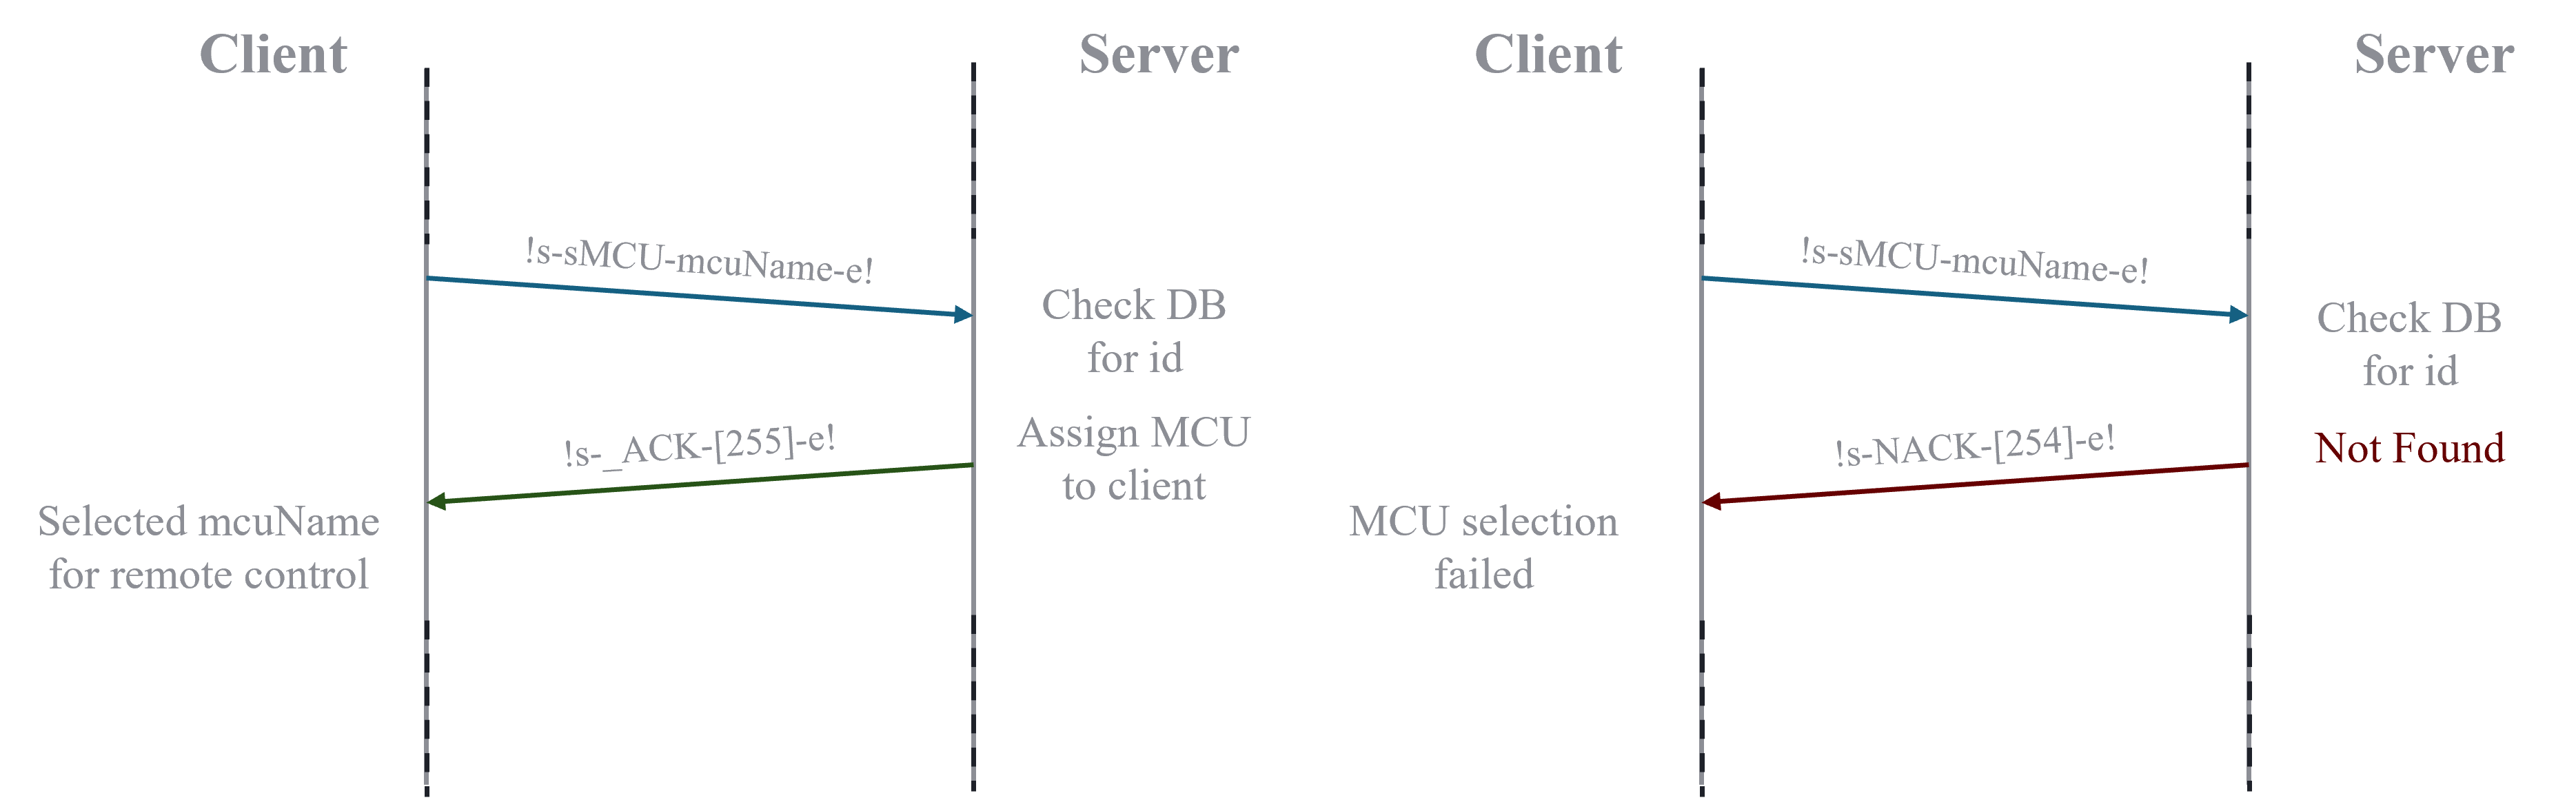 Client
Server
!s-sMCU-mcuName-e!
Check DB
for id
!s-_ACK-[255]-e!
Assign MCU
to client
Selected mcuName
for remote control
Client
Server
!s-sMCU-mcuName-e!
Check DB
for id
!s-NACK-[254]-e!
Not Found
MCU selection
failed